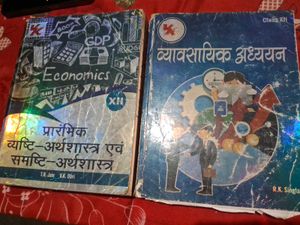 GDP
Economics
XII
प्रारंभिक
व्यष्टि-अर्थशास्त्र एवं
समष्टि-अर्थशास्त्र
T.R. Jain V.K. Ohri
Class XII
व्यावसायिक अध्ययन
R.K. Singla